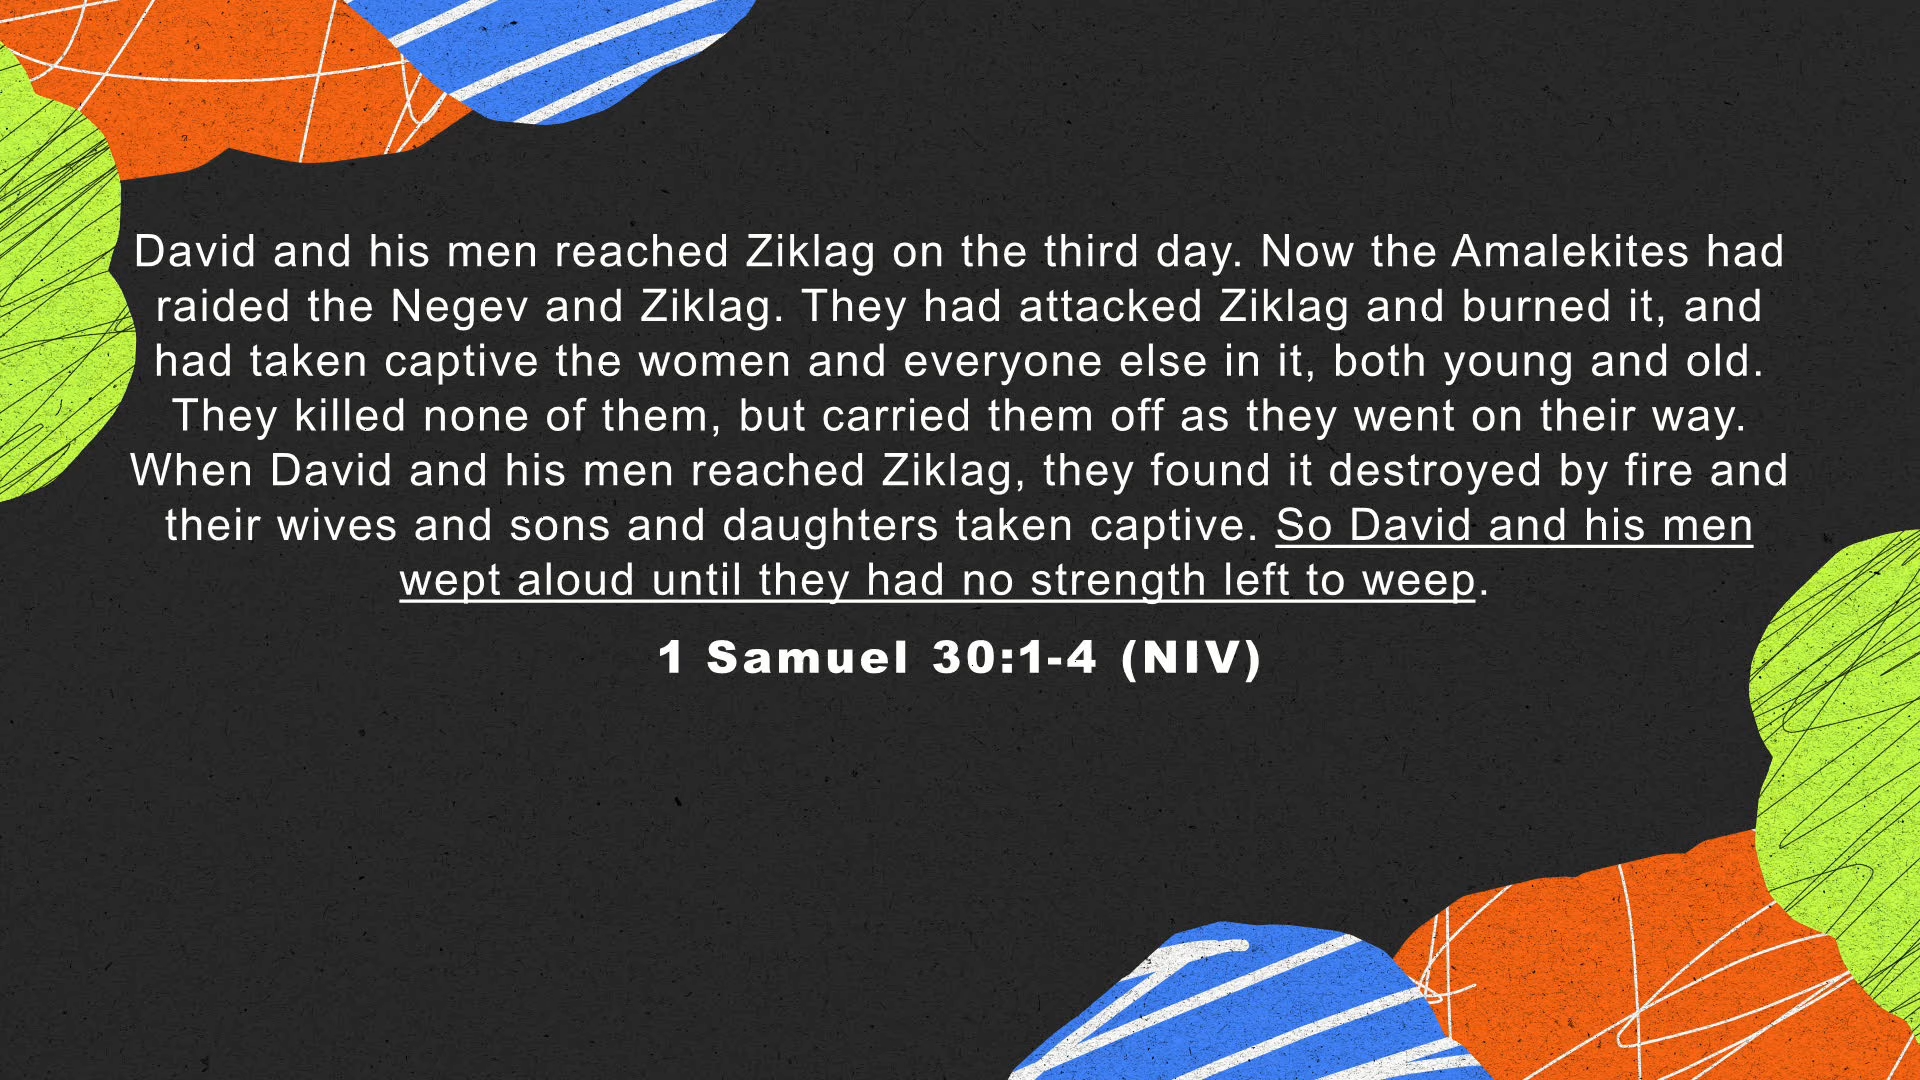 David and his men reached Ziklag on the third day. Now the Amalekites had
raided the Negev and Ziklag. They had attacked Ziklag and burned it, and
had taken captive the women and everyone else in it, both young and old.
They killed none of them, but carried them off as they went on their way.
When David and his men reached Ziklag, they found it destroyed by fire and
their wives and sons and daughters taken captive. So David and his men
wept aloud until they had no strength left to weep.
1 Samuel 30:1-4 (NIV)